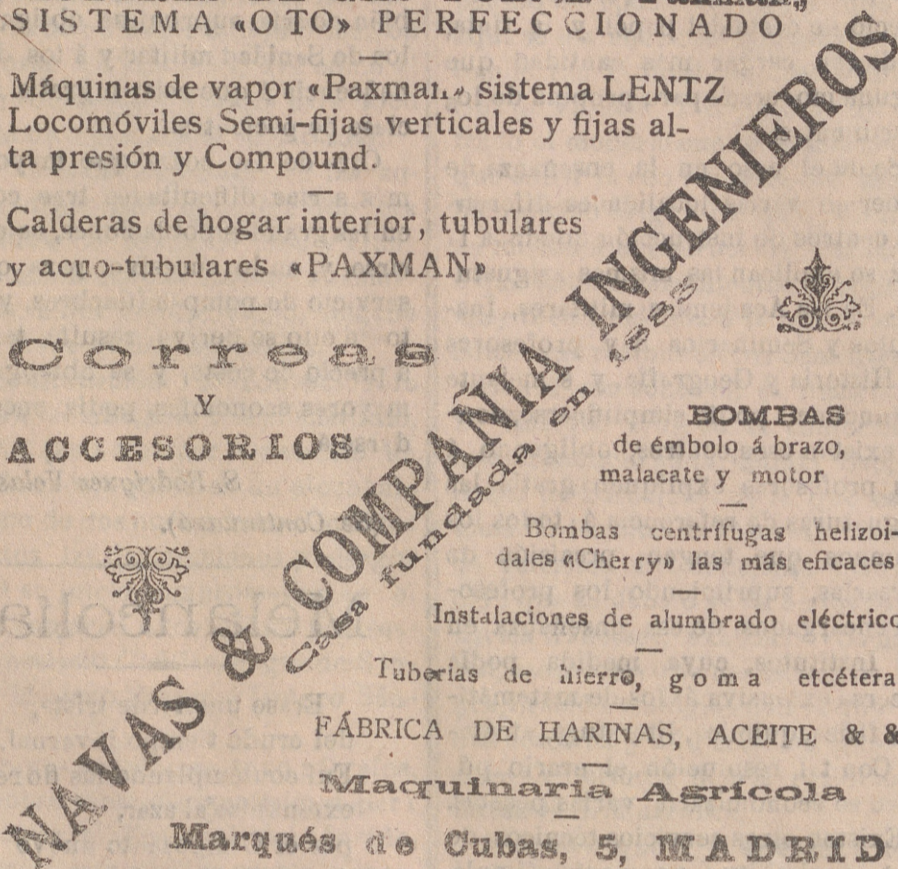 SISTEMA «OTO» PERFECCIONADO
Máquinas de vapor «Paxman» sistema LENTZ
Locomóviles Semi-fijas verticales y fijas al-
ta presión y Compound.
Calderas de hogar interior, tubulares
y acuo-tubulares «PAXMAN»
Correas
Y
ACCESORIOS
NAVAS & COMPAÑIA INGENIEROS
Casa fundada en 1885
BOMBAS
de émbolo á brazo,
malacate y motor
Bombas centrífugas helizoi-
dales «Cherry» las más eficaces
Instalaciones de alumbrado eléctrico
Tuberías de hierro, goma etcétera
FÁBRICA DE HARINAS, ACEITE & &
Maquinaria Agrícola
Marqués de Cubas, 5, MADRID